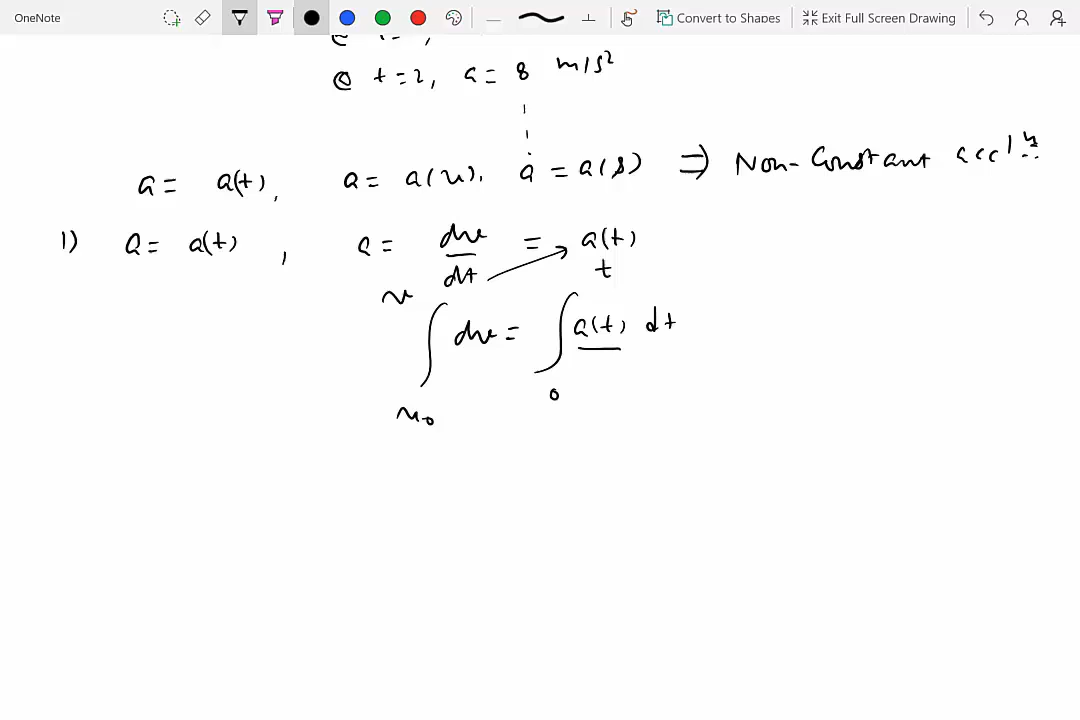 OneNote
Convert to Shapes
Exit Full Screen Drawing
@ t=2, a= 8 m/s²
a= a(t), a= a(v), a = a(s) ⇒ Non-Constant accl n
1) a= a(t), a= dv/dt = a(t)
t
v
∫ dv = ∫ a(t) dt
v₀ 0